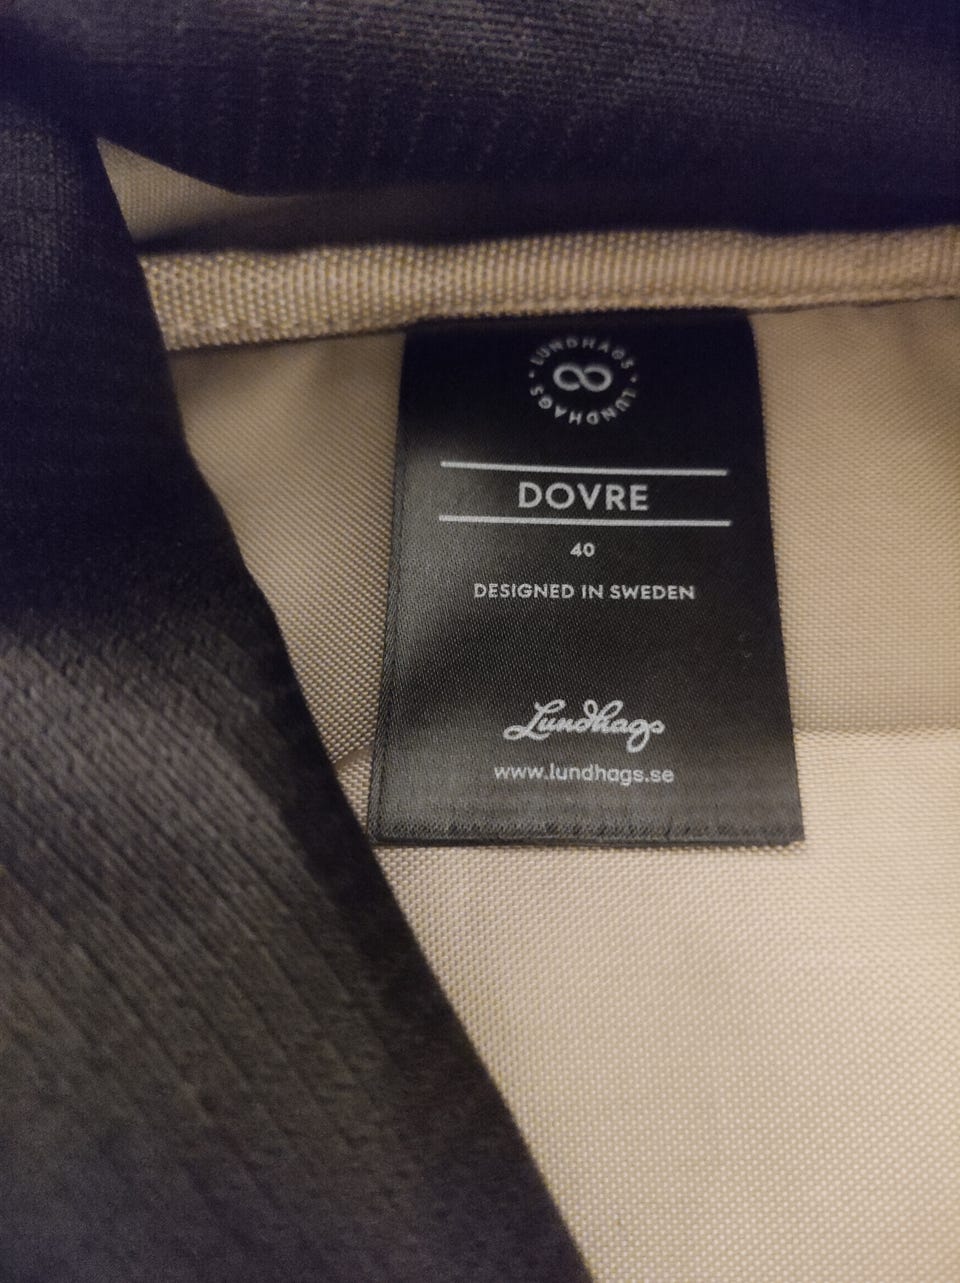 LUNDHAGS • LUNDHAGS •
DOVRE
40
DESIGNED IN SWEDEN
Lundhags
www.lundhags.se